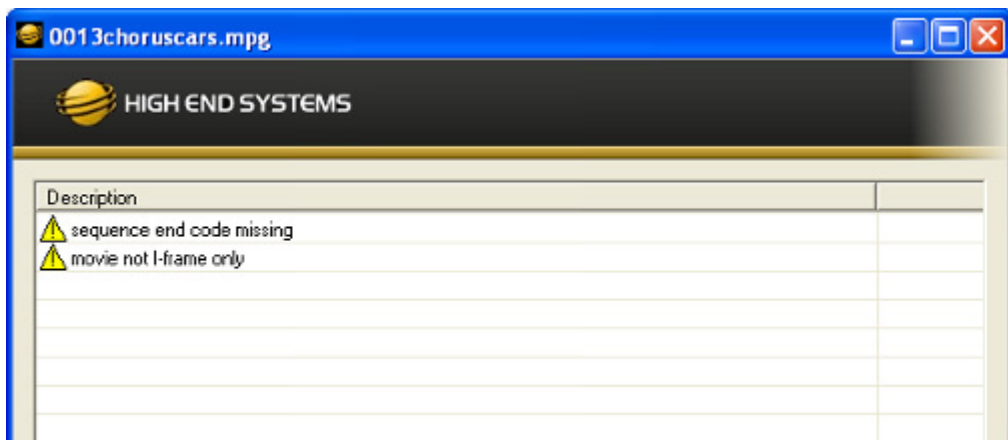 0013choruscars.mpg
HIGH END SYSTEMS
Description
sequence end code missing
movie not I-frame only